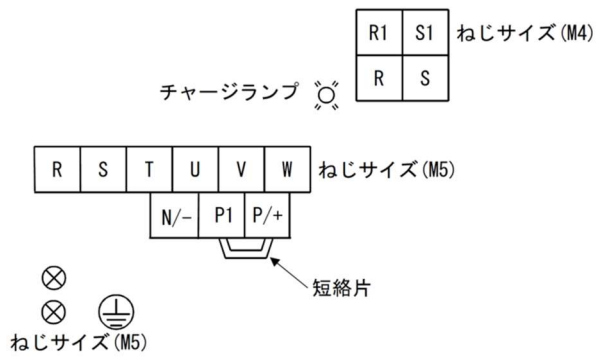 R1 S1 ねじサイズ(M4)
R S
チャージランプ
R S T U V W ねじサイズ(M5)
N/- P1 P/+
短絡片
ねじサイズ(M5)